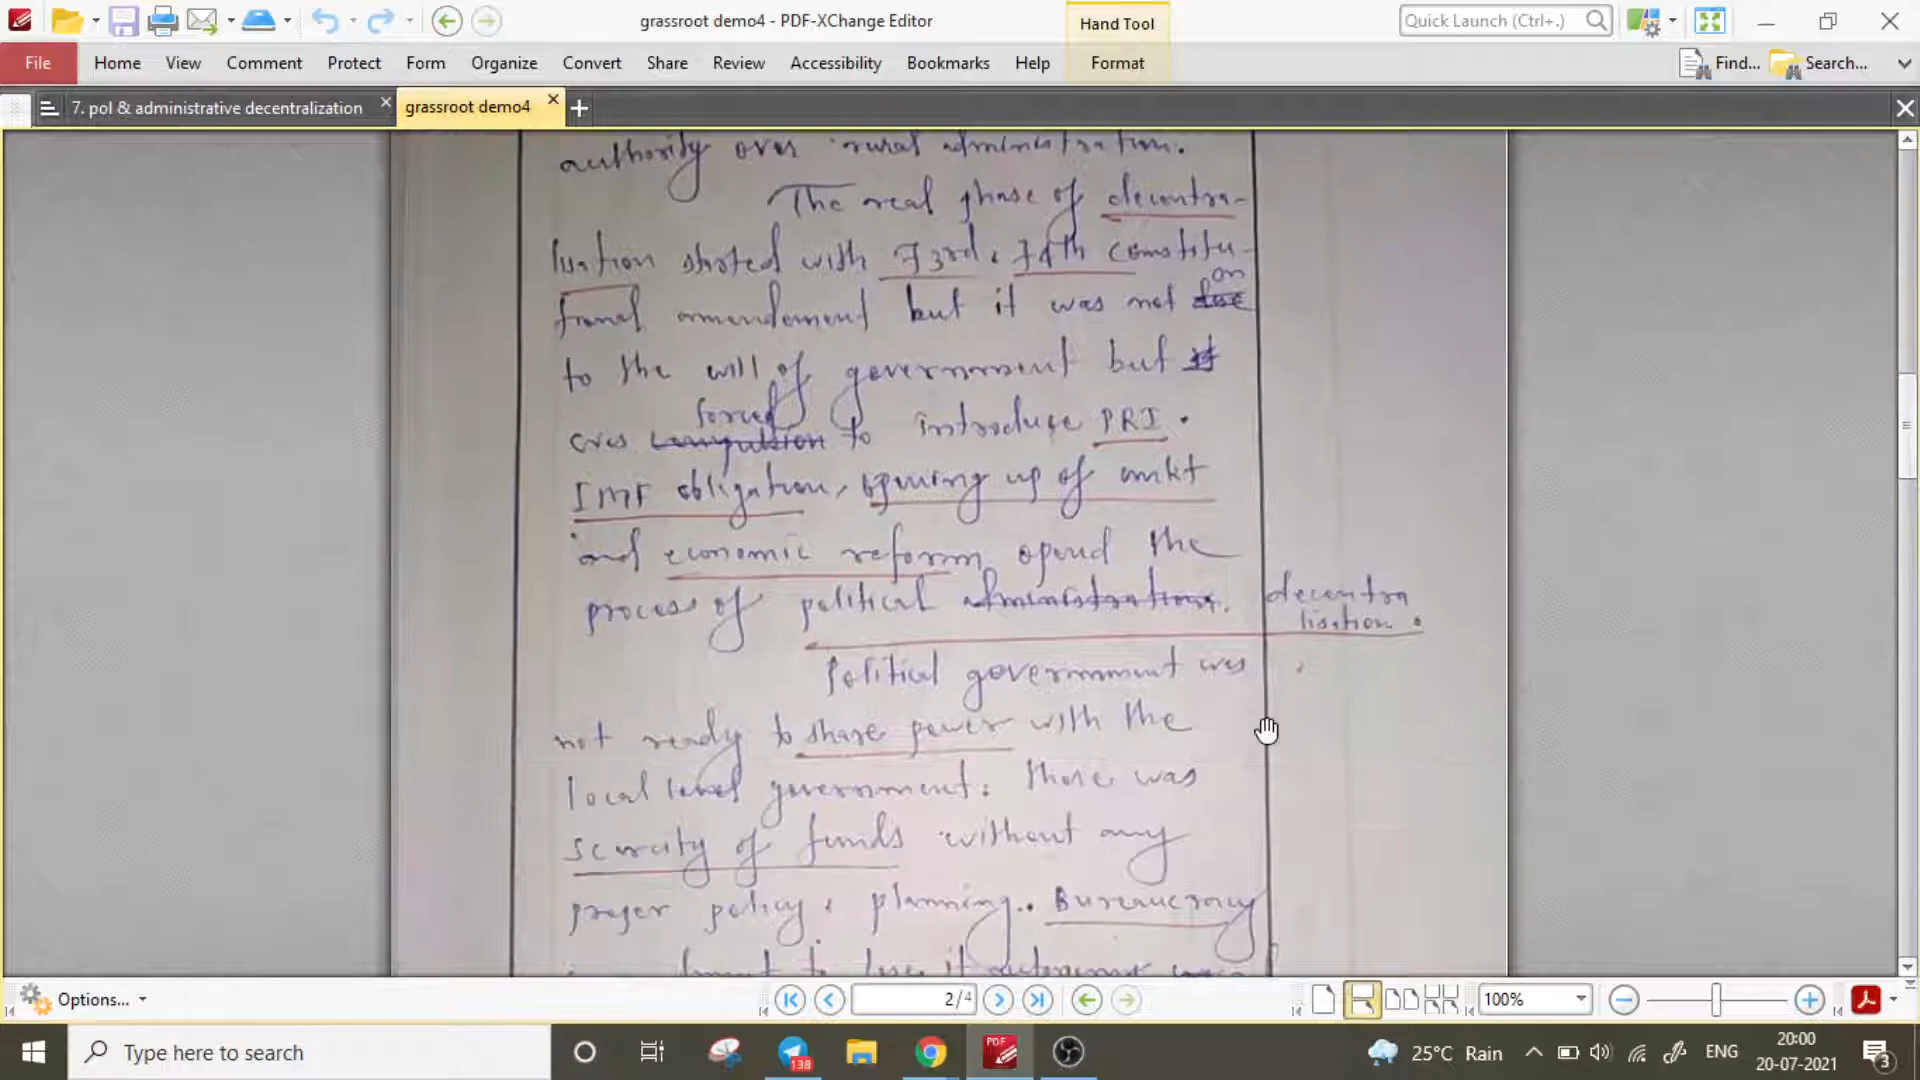 grassroot demo4 - PDF-XChange Editor
Hand Tool
Quick Launch (Ctrl+.)
File Home View Comment Protect Form Organize Convert Share Review Accessibility Bookmarks Help Format Find... Search...
7. pol & administrative decentralization
grassroot demo4
authority over rural administration.
The real phase of decentra-
lisation started with 73rd & 74th constitu-
tional amendment but it was not due on
to the will of government but it
was compulsion forced to introduce PRI.
IMF obligation, opening up of mkt
and economic reform opend the
process of political administration. decentra
lisation.
Political government was
not ready to share power with the
local level government. There was
scarcity of funds without any
proper policy & planning. Bureaucracy
Options...
2/4
100%
Type here to search
138
25°C Rain
ENG
20:00
20-07-2021
3